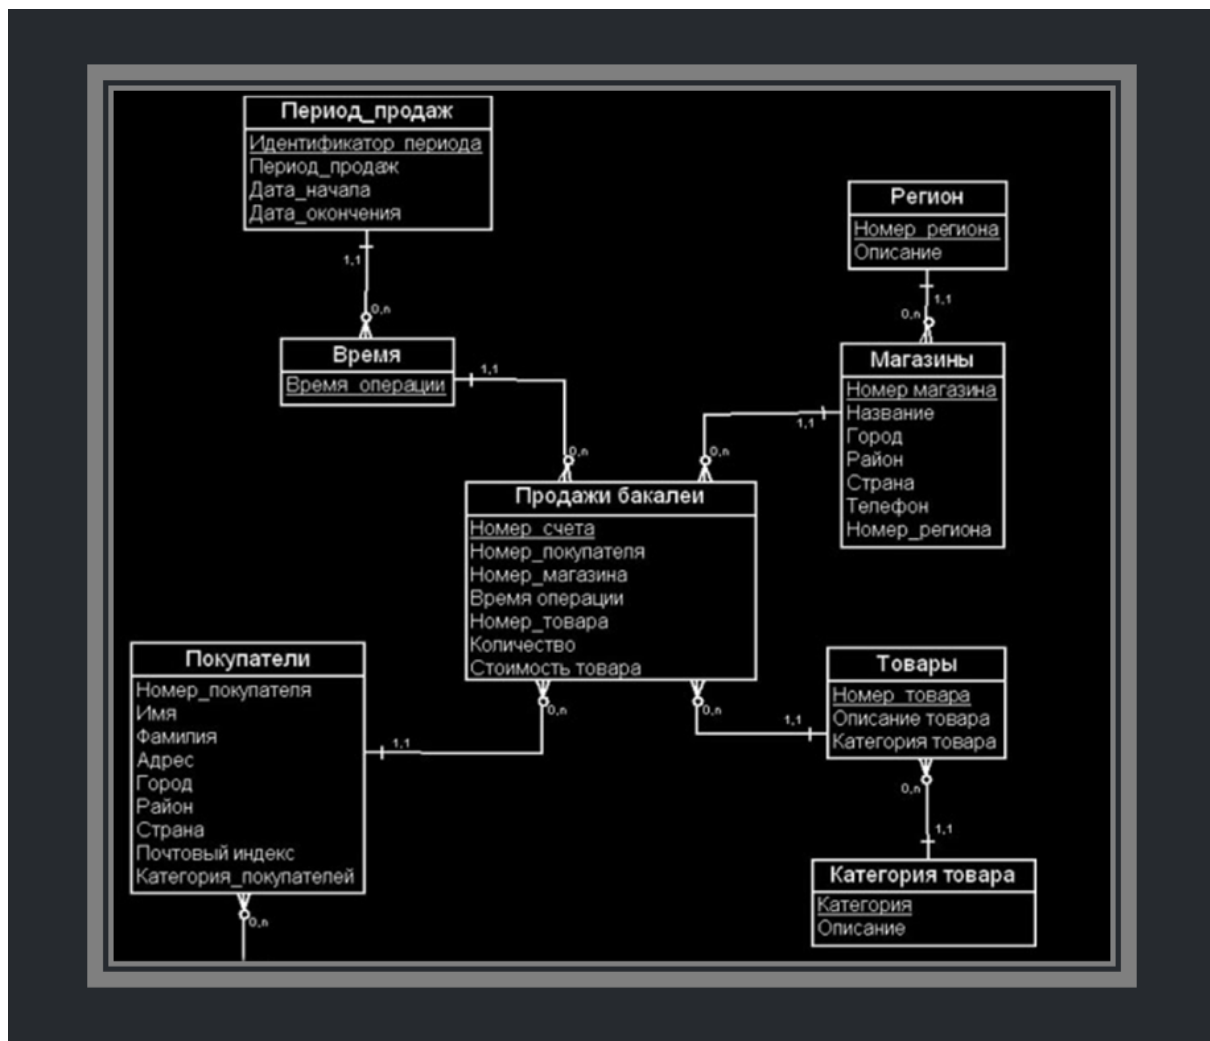 Период_продаж
Идентификатор_периода
Период_продаж
Дата_начала
Дата_окончения
1,1
0,n
Время
Время_операции
1,1
0,n
Регион
Номер_региона
Описание
1,1
0,n
Магазины
Номер магазина
Название
Город
Район
Страна
Телефон
Номер_региона
1,1
0,n
Продажи бакалеи
Номер_счета
Номер_покупателя
Номер_магазина
Время операции
Номер_товара
Количество
Стоимость товара
0,n
0,n
Покупатели
Номер_покупателя
Имя
Фамилия
Адрес
Город
Район
Страна
Почтовый индекс
Категория_покупателей
1,1
0,n
Товары
Номер_товара
Описание товара
Категория товара
1,1
0,n
1,1
Категория товара
Категория
Описание